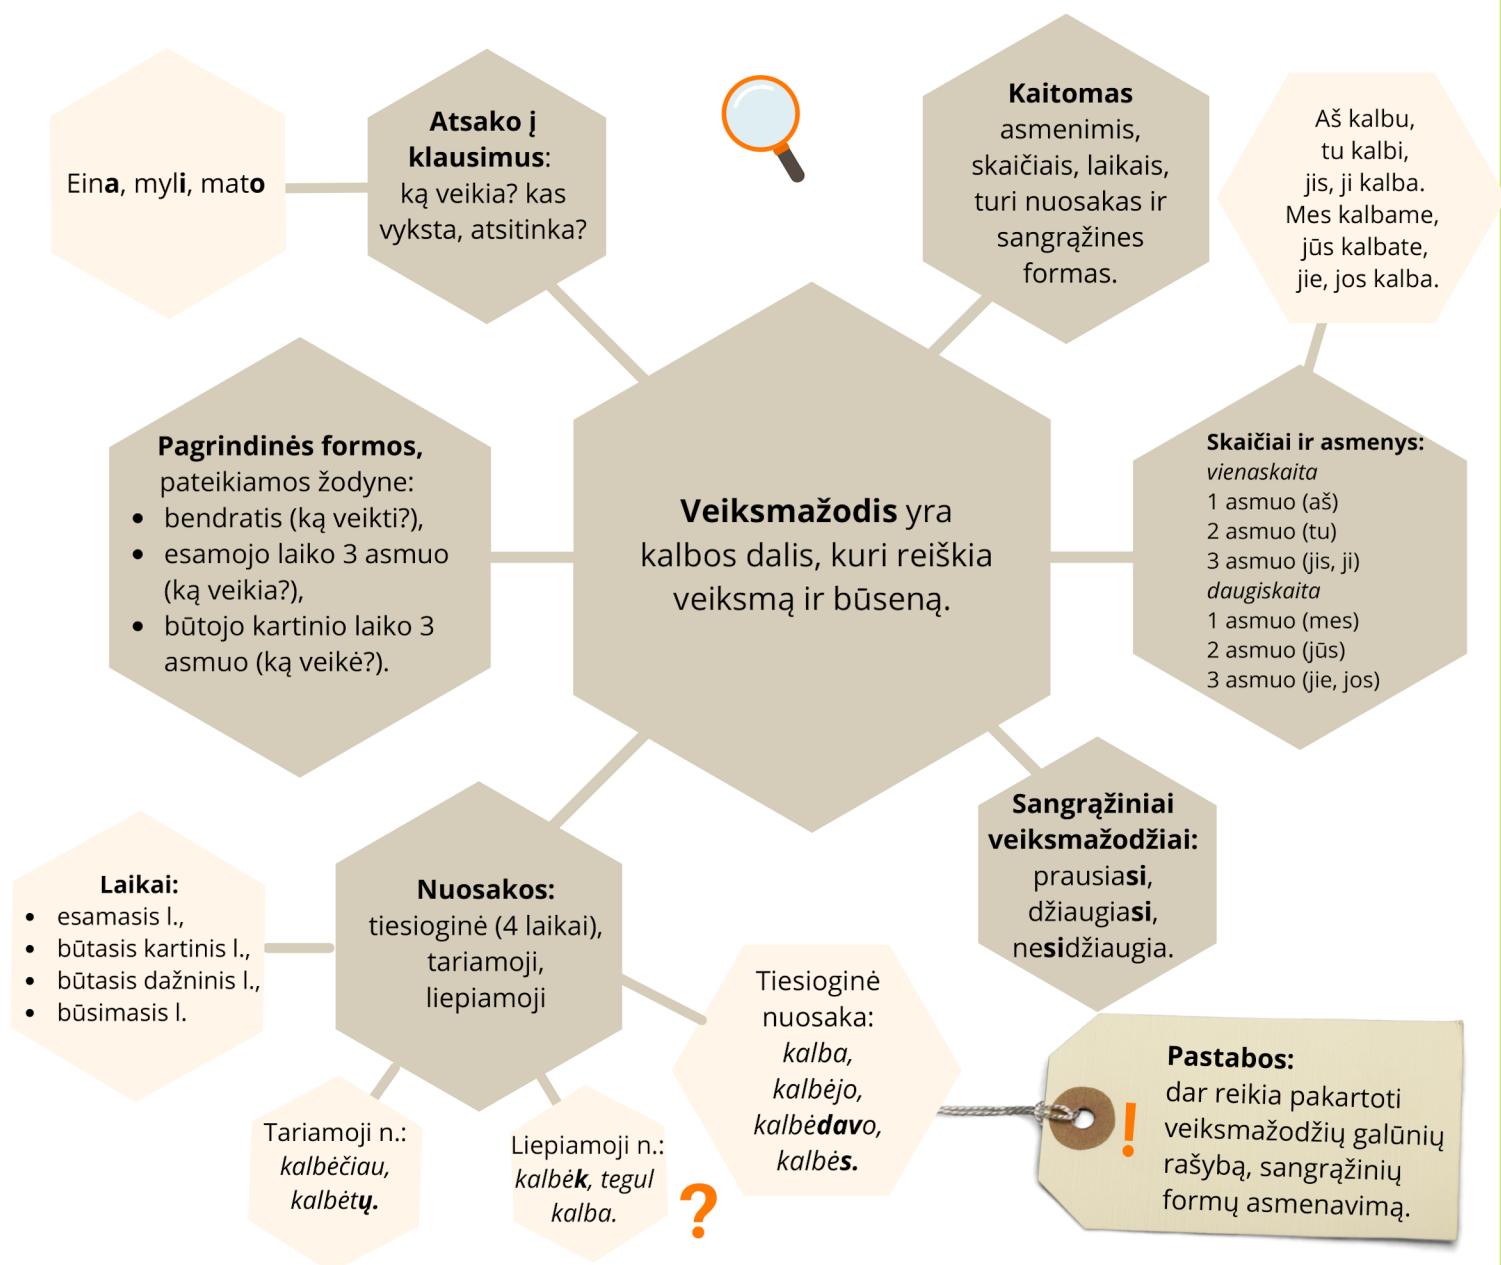 Eina, myli, mato
Atsako į
klausimus:
ką veikia? kas
vyksta, atsitinka?
Kaitomas
asmenimis,
skaičiais, laikais,
turi nuosakas ir
sangrąžines
formas.
Aš kalbu,
tu kalbi,
jis, ji kalba.
Mes kalbame,
jūs kalbate,
jie, jos kalba.
Pagrindinės formos,
pateikiamos žodyne:
• bendratis (ką veikti?),
• esamojo laiko 3 asmuo
(ką veikia?),
• būtojo kartinio laiko 3
asmuo (ką veikė?).
Veiksmažodis yra
kalbos dalis, kuri reiškia
veiksmą ir būseną.
Skaičiai ir asmenys:
vienaskaita
1 asmuo (aš)
2 asmuo (tu)
3 asmuo (jis, ji)
daugiskaita
1 asmuo (mes)
2 asmuo (jūs)
3 asmuo (jie, jos)
Sangrąžiniai
veiksmažodžiai:
prausiasi,
džiaugiasi,
nesidžiaugia.
Laikai:
• esamasis l.,
• būtasis kartinis l.,
• būtasis dažninis l.,
• būsimasis l.
Nuosakos:
tiesioginė (4 laikai),
tariamoji,
liepiamoji
Tiesioginė
nuosaka:
kalba,
kalbėjo,
kalbėdavo,
kalbės.
Tariamoji n.:
kalbėčiau,
kalbėtų.
Liepiamoji n.:
kalbėk, tegul
kalba.
?
!
Pastabos:
dar reikia pakartoti
veiksmažodžių galūnių
rašybą, sangrąžinių
formų asmenavimą.